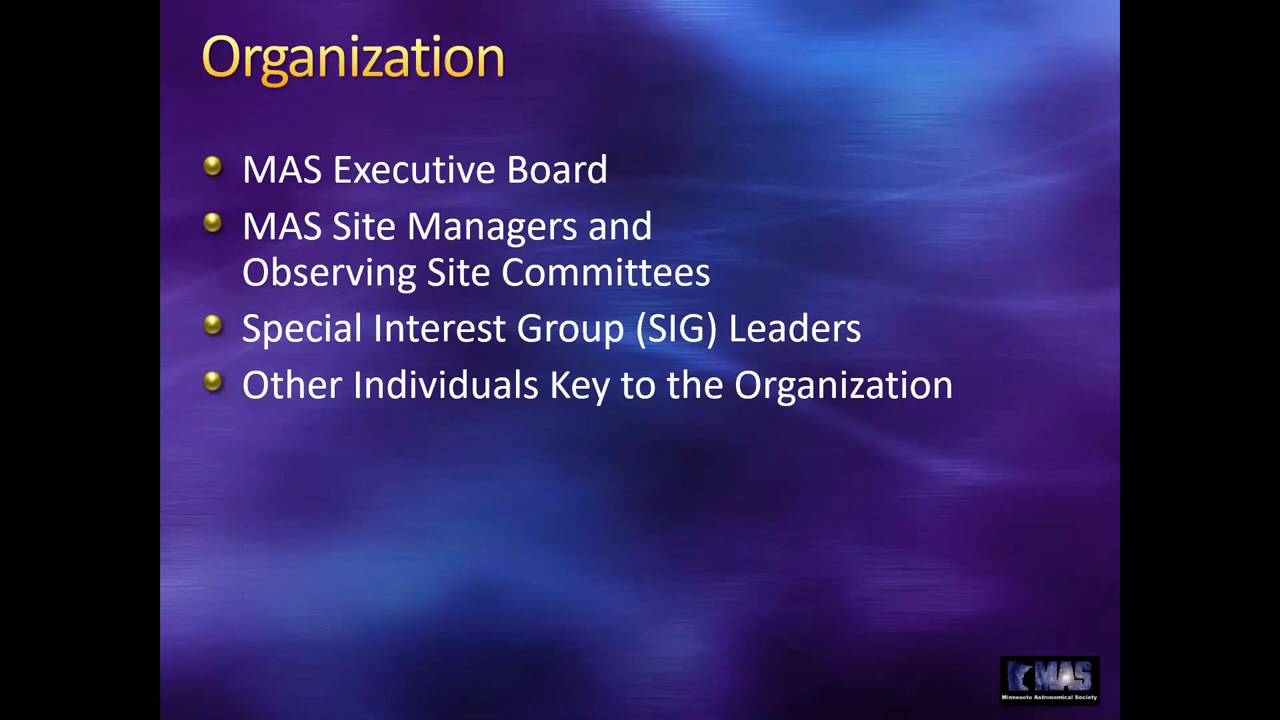 Organization
MAS Executive Board
MAS Site Managers and
Observing Site Committees
Special Interest Group (SIG) Leaders
Other Individuals Key to the Organization
MAS
Minnesota Astronomical Society